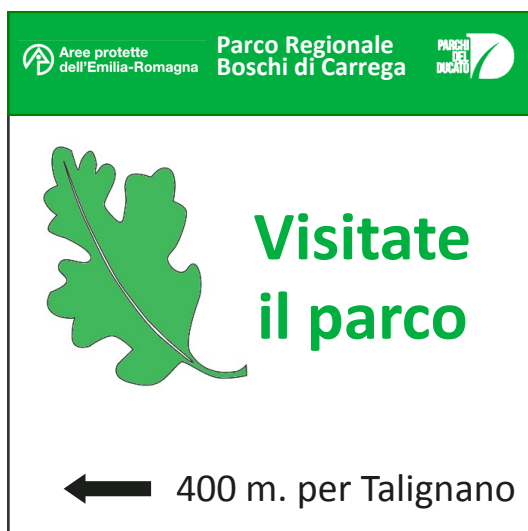 Aree protette
dell'Emilia-Romagna
Parco Regionale
Boschi di Carrega
PARCHI
DEL
DUCATO
Visitate
il parco
400 m. per Talignano